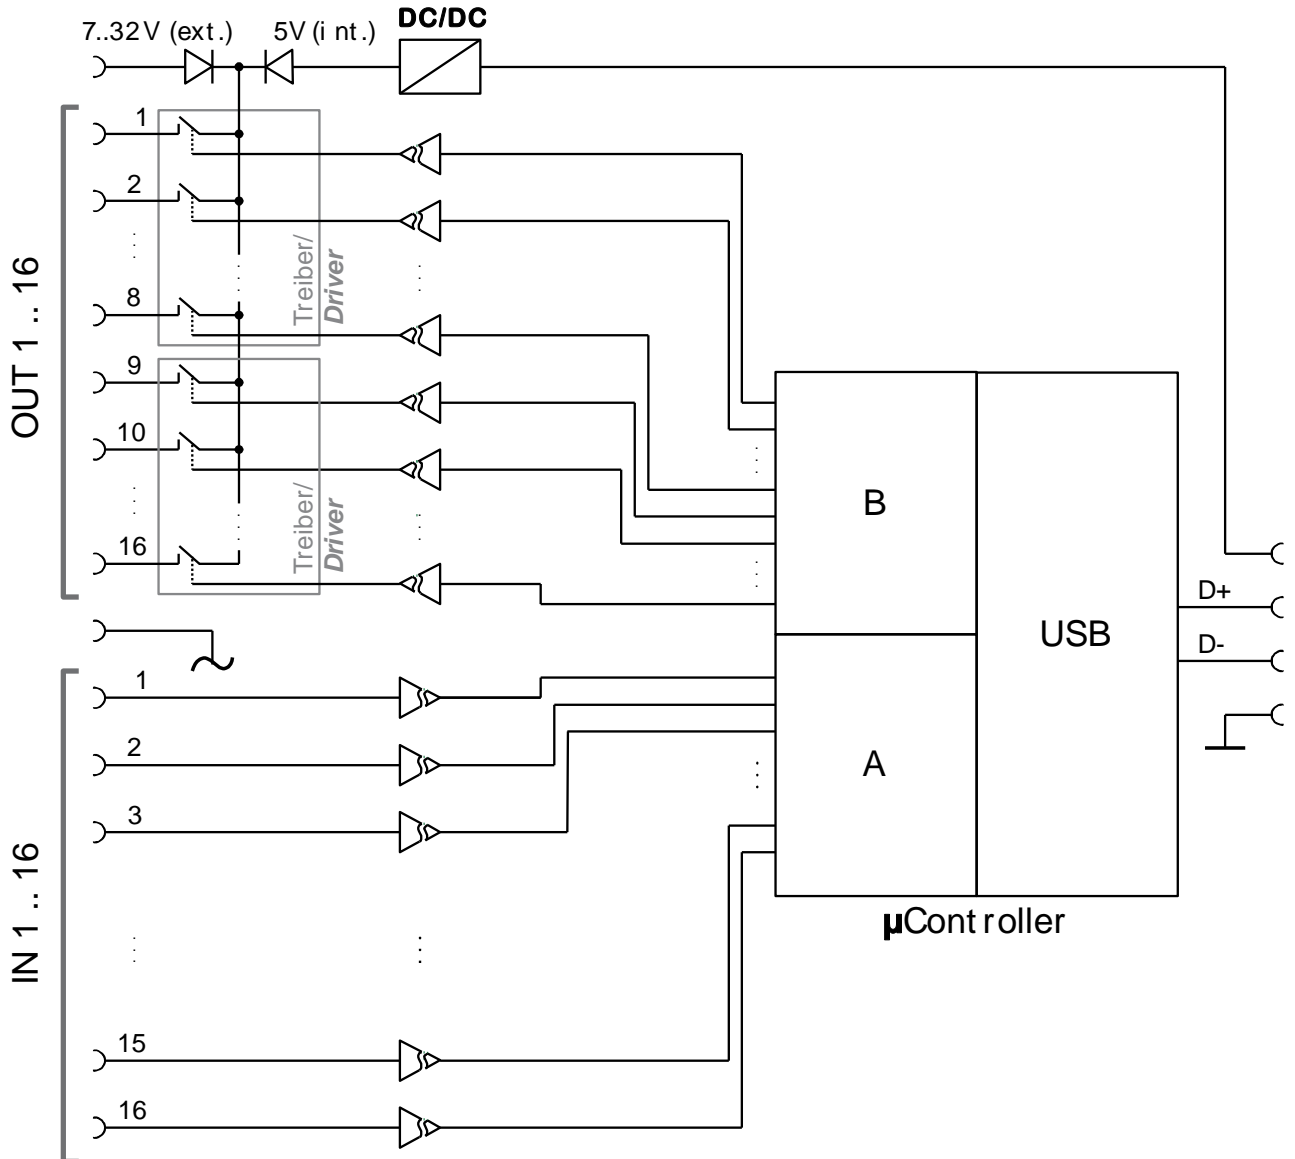 DC/DC
7..32V (ext.)
5V (int.)
OUT 1 .. 16
1
2
8
9
10
16
Treiber/
Driver
Treiber/
Driver
B
A
USB
D+
D-
µController
IN 1 .. 16
1
2
3
15
16